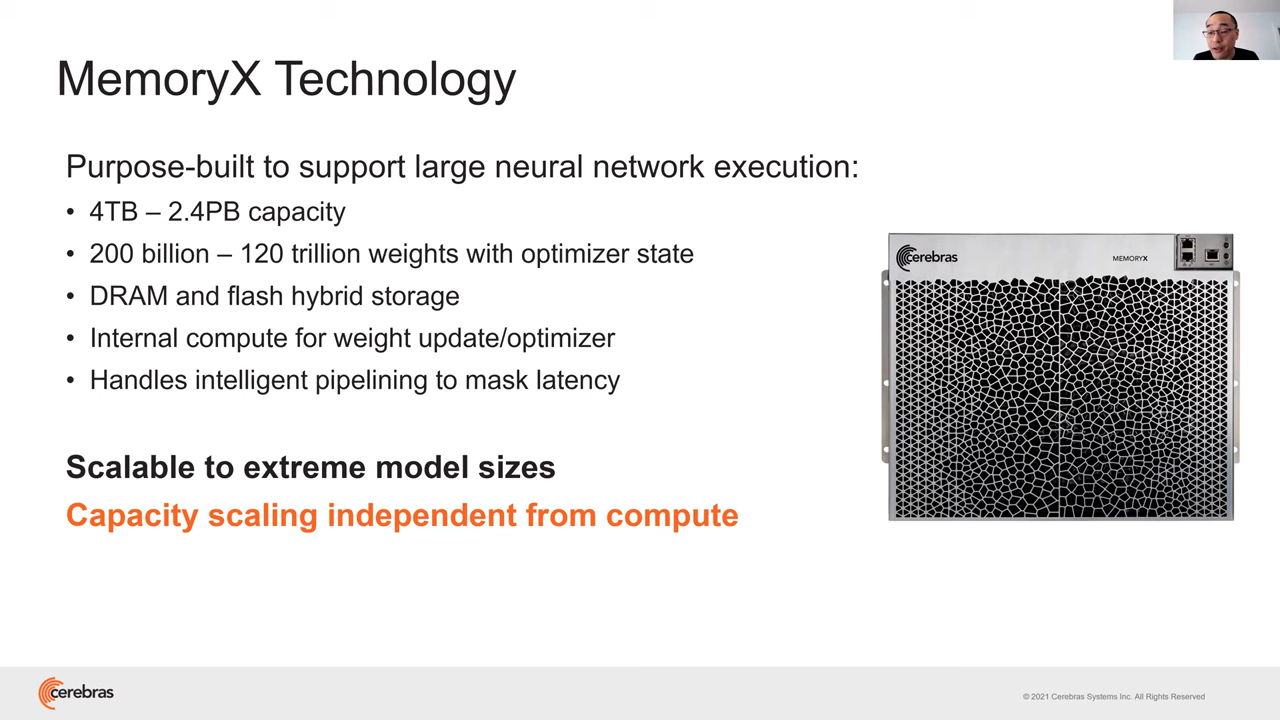 MemoryX Technology
Purpose-built to support large neural network execution:
• 4TB – 2.4PB capacity
• 200 billion – 120 trillion weights with optimizer state
• DRAM and flash hybrid storage
• Internal compute for weight update/optimizer
• Handles intelligent pipelining to mask latency
Scalable to extreme model sizes
Capacity scaling independent from compute
cerebras
MEMORYX
cerebras
© 2021 Cerebras Systems Inc. All Rights Reserved